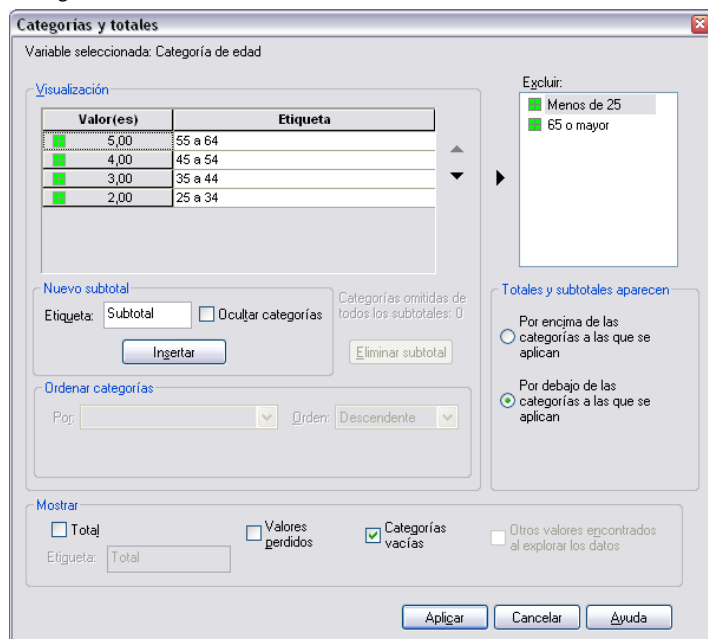 Categorías y totales
Variable seleccionada: Categoría de edad
Visualización
Valor(es) Etiqueta
5,00 55 a 64
4,00 45 a 54
3,00 35 a 44
2,00 25 a 34
Excluir:
Menos de 25
65 o mayor
Nuevo subtotal
Etiqueta: Subtotal
Ocultar categorías
Insertar
Categorías omitidas de
todos los subtotales: 0
Eliminar subtotal
Totales y subtotales aparecen
Por encima de las
categorías a las que se
aplican
Por debajo de las
categorías a las que se
aplican
Ordenar categorías
Por:
Orden: Descendente
Mostrar
Total
Etiqueta: Total
Valores
perdidos
Categorías
vacías
Otros valores encontrados
al explorar los datos
Aplicar
Cancelar
Ayuda